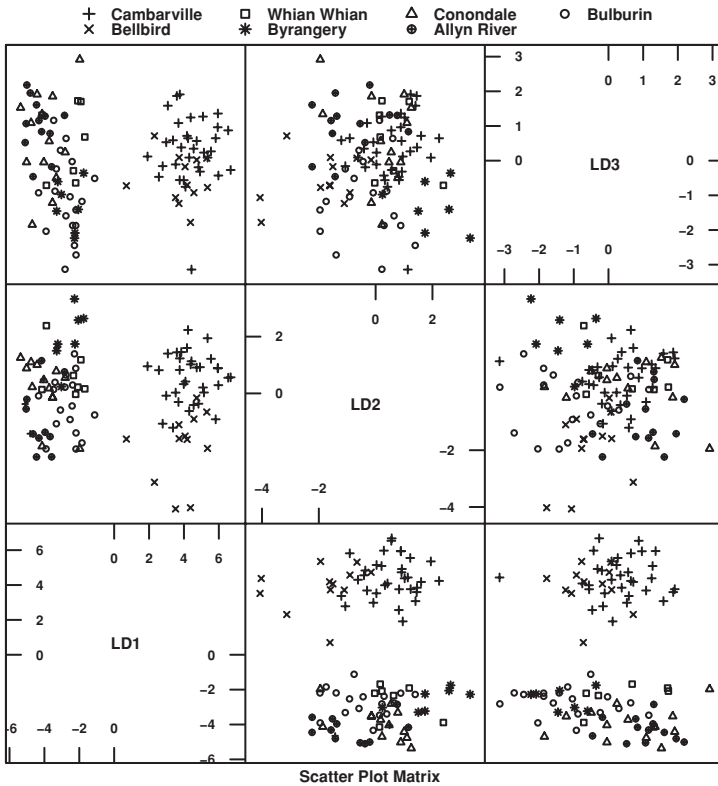 Cambarville Whian Whian Conondale Bulburin
Bellbird Byrangery Allyn River
3
2
1
0
0 1 2 3
LD3
0
−1
−2
−3
−3 −2 −1 0
2
0
0 2
LD2
−4 −2
−2
−4
6
4
2
0
0 2 4 6
LD1
−6 −4 −2 0
0
−2
−4
−6
Scatter Plot Matrix